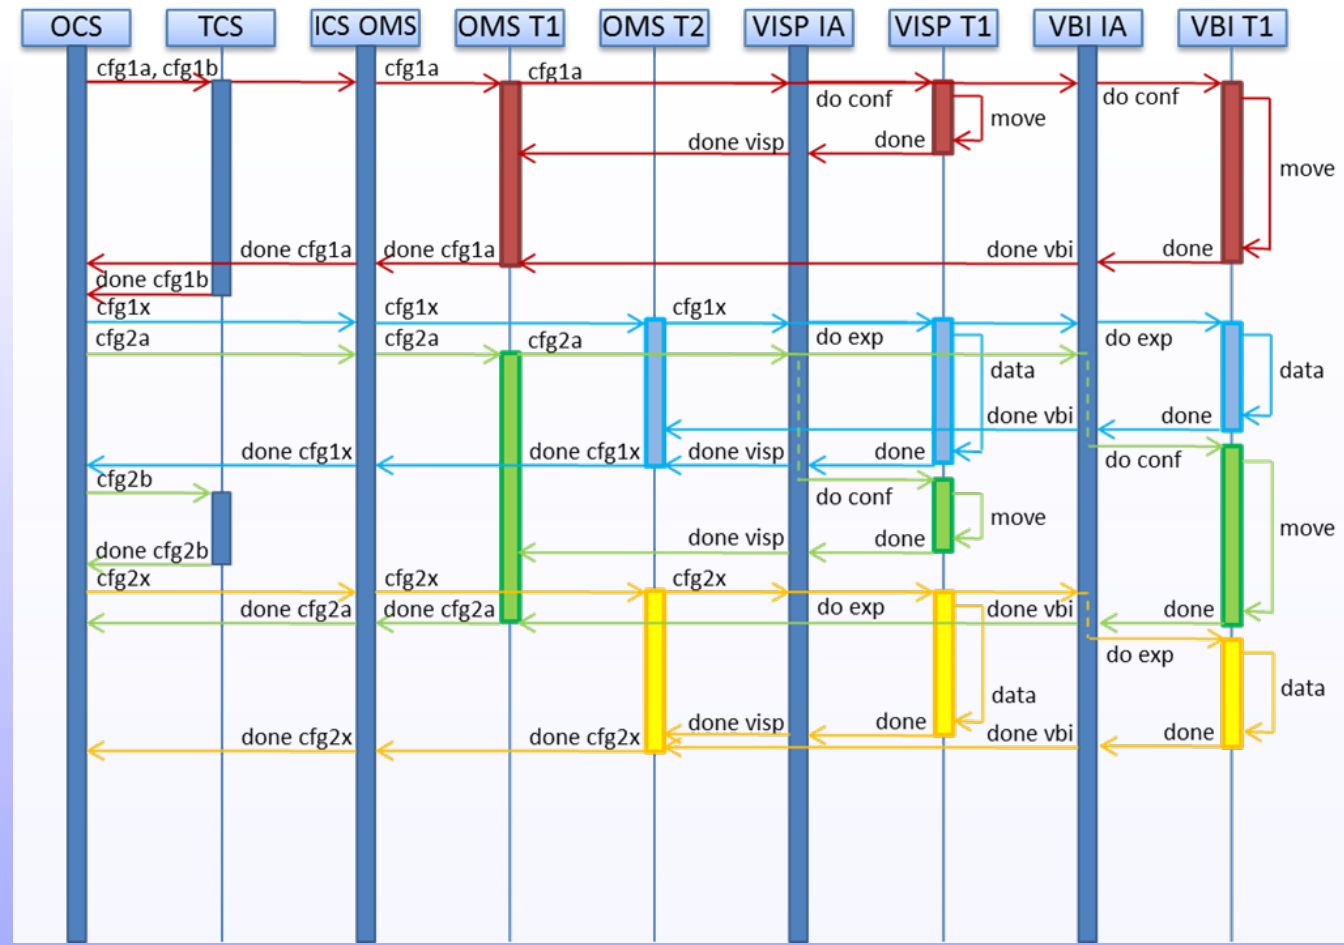 OCS TCS ICS OMS OMS T1 OMS T2 VISP IA VISP T1 VBI IA VBI T1
cfg1a, cfg1b cfg1a cfg1a
do conf do conf
move
done visp done
move
done cfg1a done cfg1a done vbi done
done cfg1b
cfg1x cfg1x cfg1x
cfg2a cfg2a cfg2a do exp do exp
data data
done vbi done
done cfg1x done cfg1x done visp done
do conf
cfg2b
do conf
move
move
done visp done
done cfg2b
cfg2x cfg2x cfg2x
done cfg2a done cfg2a do exp done vbi done
do exp
data
data
done visp done
done cfg2x done cfg2x done vbi done